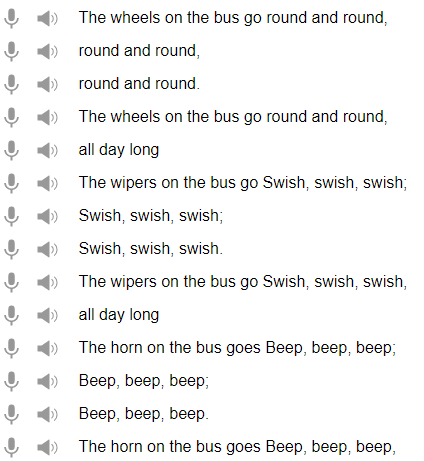 The wheels on the bus go round and round,
round and round,
round and round.
The wheels on the bus go round and round,
all day long
The wipers on the bus go Swish, swish, swish;
Swish, swish, swish;
Swish, swish, swish.
The wipers on the bus go Swish, swish, swish,
all day long
The horn on the bus goes Beep, beep, beep;
Beep, beep, beep;
Beep, beep, beep.
The horn on the bus goes Beep, beep, beep,